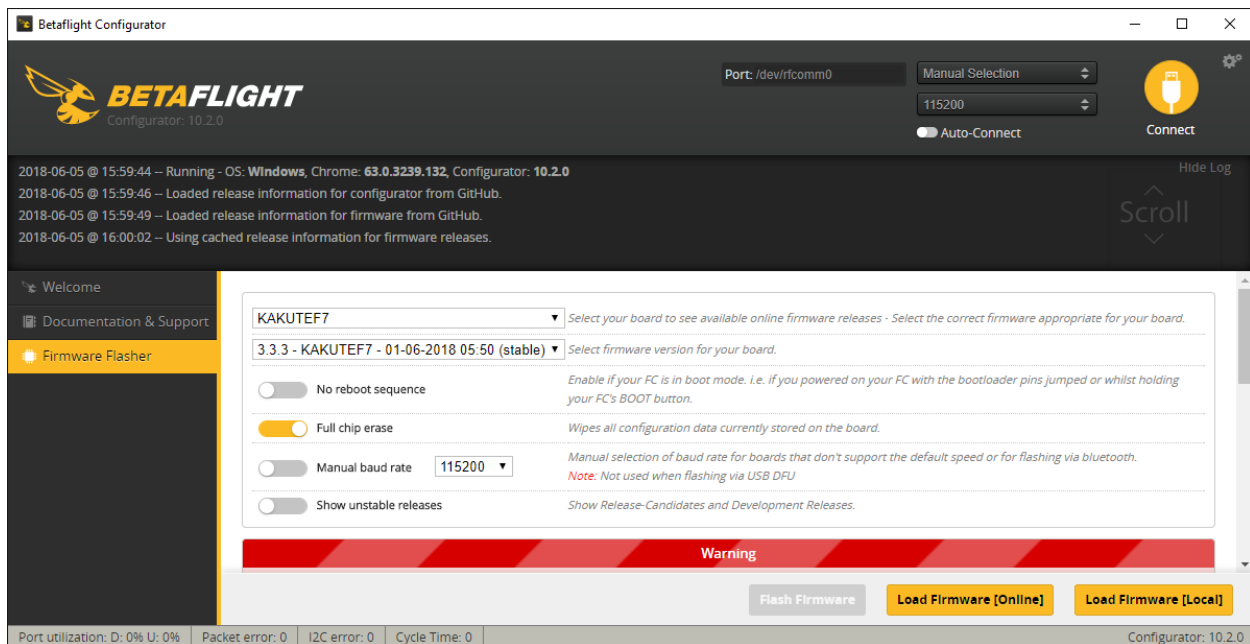 Betaflight Configurator
BETAFLIGHT
Configurator: 10.2.0
Port: /dev/rfcomm0
Manual Selection
115200
Auto-Connect
Connect
2018-06-05 @ 15:59:44 -- Running - OS: Windows, Chrome: 63.0.3239.132, Configurator: 10.2.0
2018-06-05 @ 15:59:46 -- Loaded release information for configurator from GitHub.
2018-06-05 @ 15:59:49 -- Loaded release information for firmware from GitHub.
2018-06-05 @ 16:00:02 -- Using cached release information for firmware releases.
Hide Log
Scroll
Welcome
Documentation & Support
Firmware Flasher
KAKUTEF7
Select your board to see available online firmware releases - Select the correct firmware appropriate for your board.
3.3.3 - KAKUTEF7 - 01-06-2018 05:50 (stable)
Select firmware version for your board.
No reboot sequence
Enable if your FC is in boot mode. i.e. if you powered on your FC with the bootloader pins jumped or whilst holding
your FC's BOOT button.
Full chip erase
Wipes all configuration data currently stored on the board.
Manual baud rate
115200
Manual selection of baud rate for boards that don't support the default speed or for flashing via bluetooth.
Note: Not used when flashing via USB DFU
Show unstable releases
Show Release-Candidates and Development Releases.
Warning
Flash Firmware
Load Firmware [Online]
Load Firmware [Local]
Port utilization: D: 0% U: 0%
Packet error: 0
I2C error: 0
Cycle Time: 0
Configurator: 10.2.0